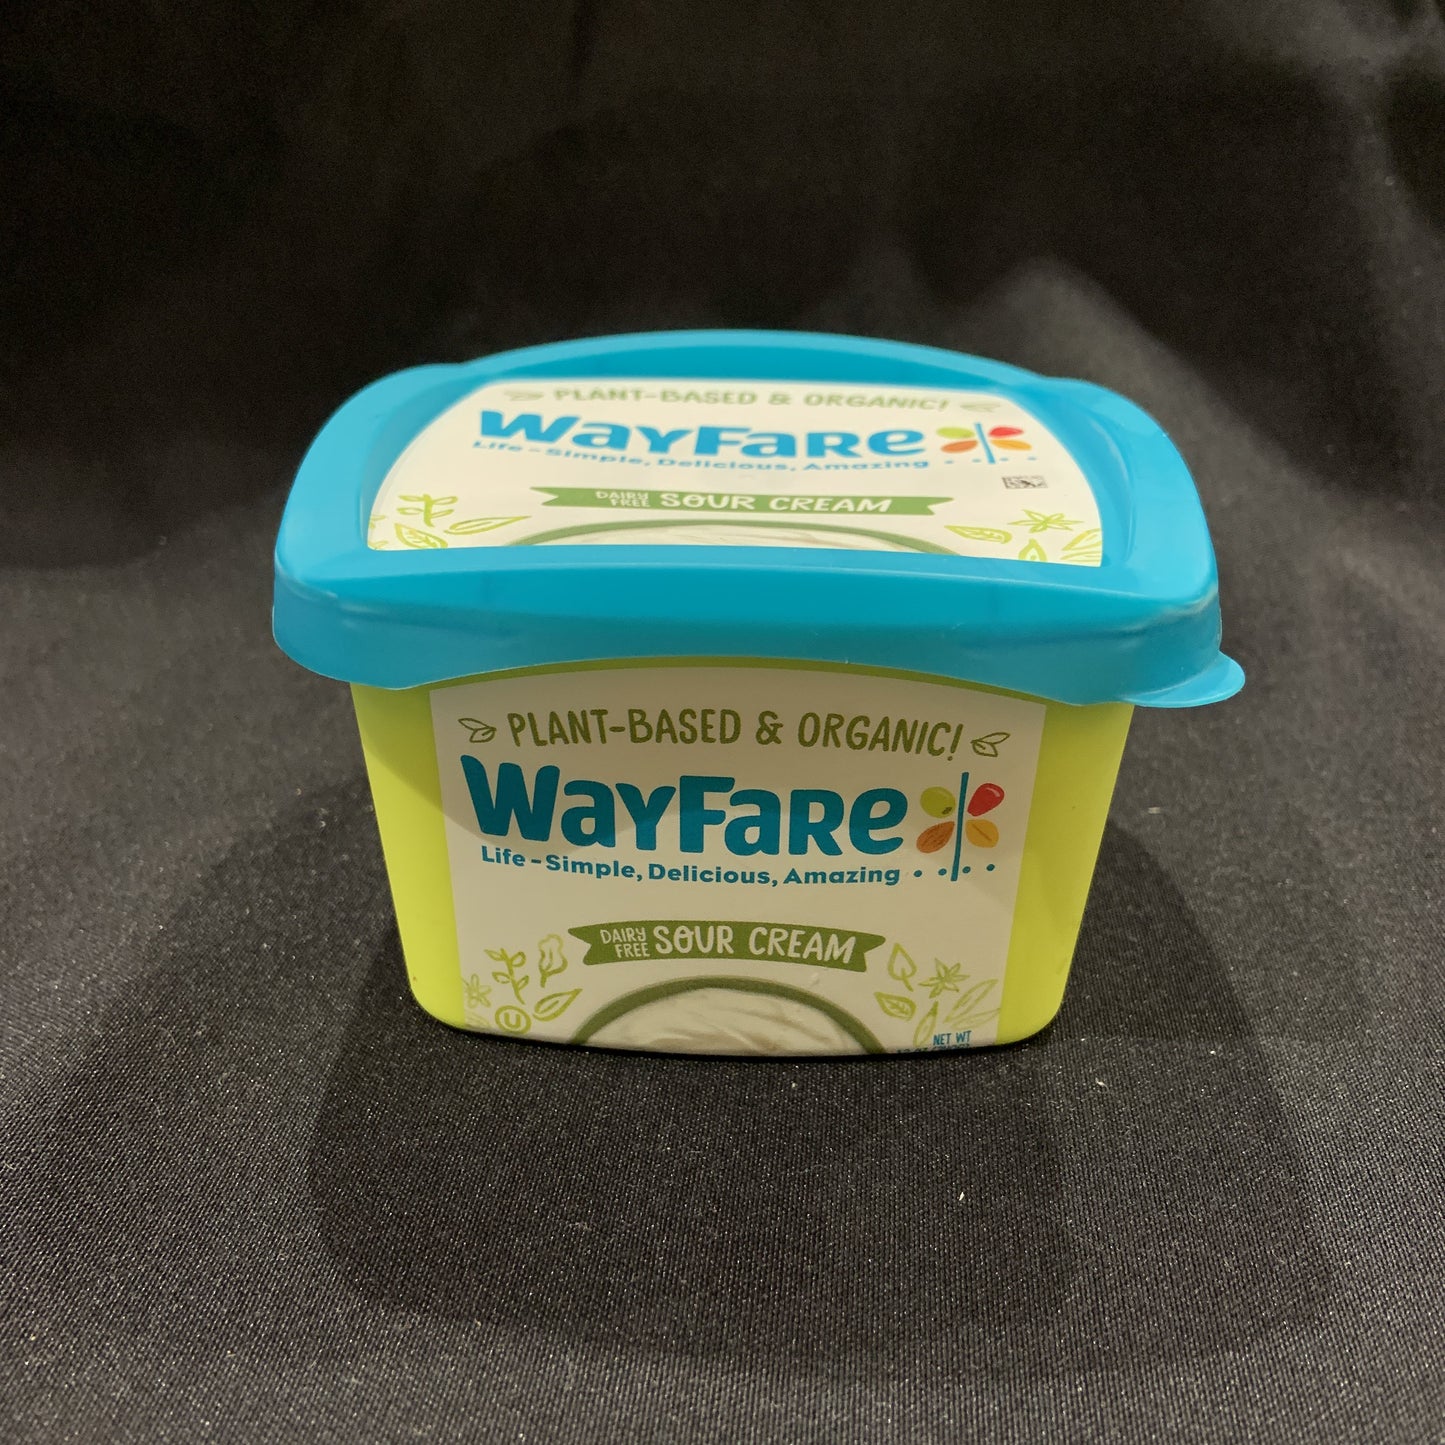 PLANT-BASED & ORGANIC!
WayFare
Life - Simple, Delicious, Amazing
DAIRY FREE SOUR CREAM
PLANT-BASED & ORGANIC!
WayFare
Life - Simple, Delicious, Amazing
DAIRY FREE SOUR CREAM
U
NET WT